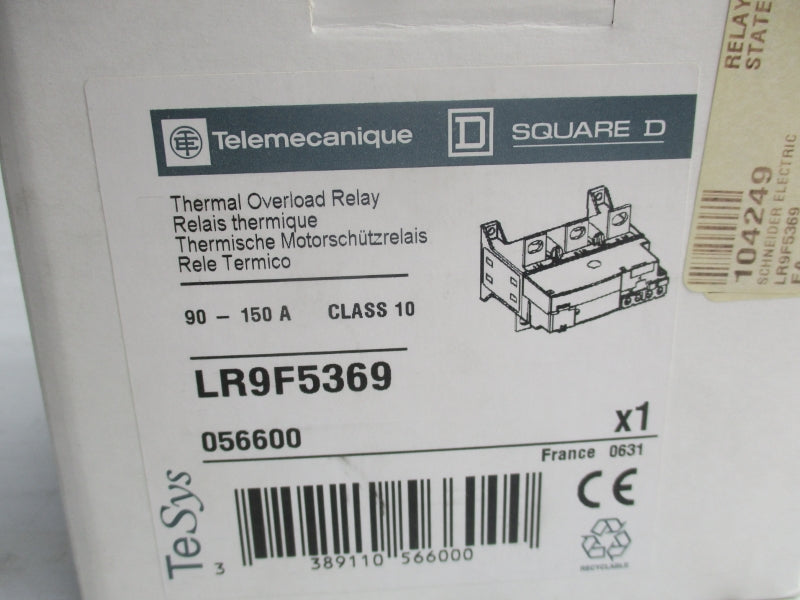 Telemecanique D SQUARE D
Thermal Overload Relay
Relais thermique
Thermische Motorschützrelais
Rele Termico
90 - 150 A CLASS 10
LR9F5369
056600
x1
France 0631
TeSys
3 389110 566000
CE
RECYCLABLE
RELAY
STATE
104249
SCHNEIDER ELECTRIC
LR9F5369